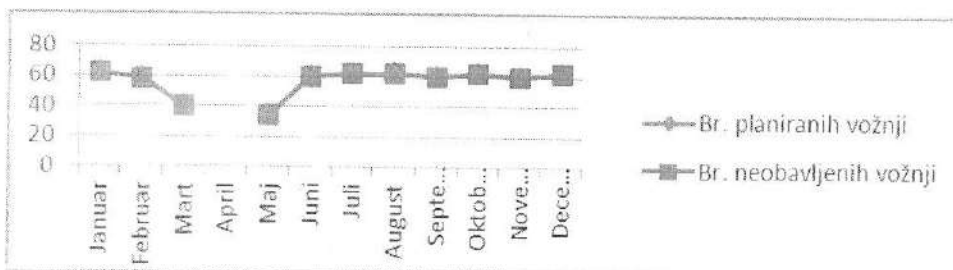 80
60
40
20
0
Januar
Februar
Mart
April
Maj
Juni
Juli
August
Septe...
Oktob...
Nove...
Dece...
Br. planiranih vožnji
Br. neobavljenih vožnji